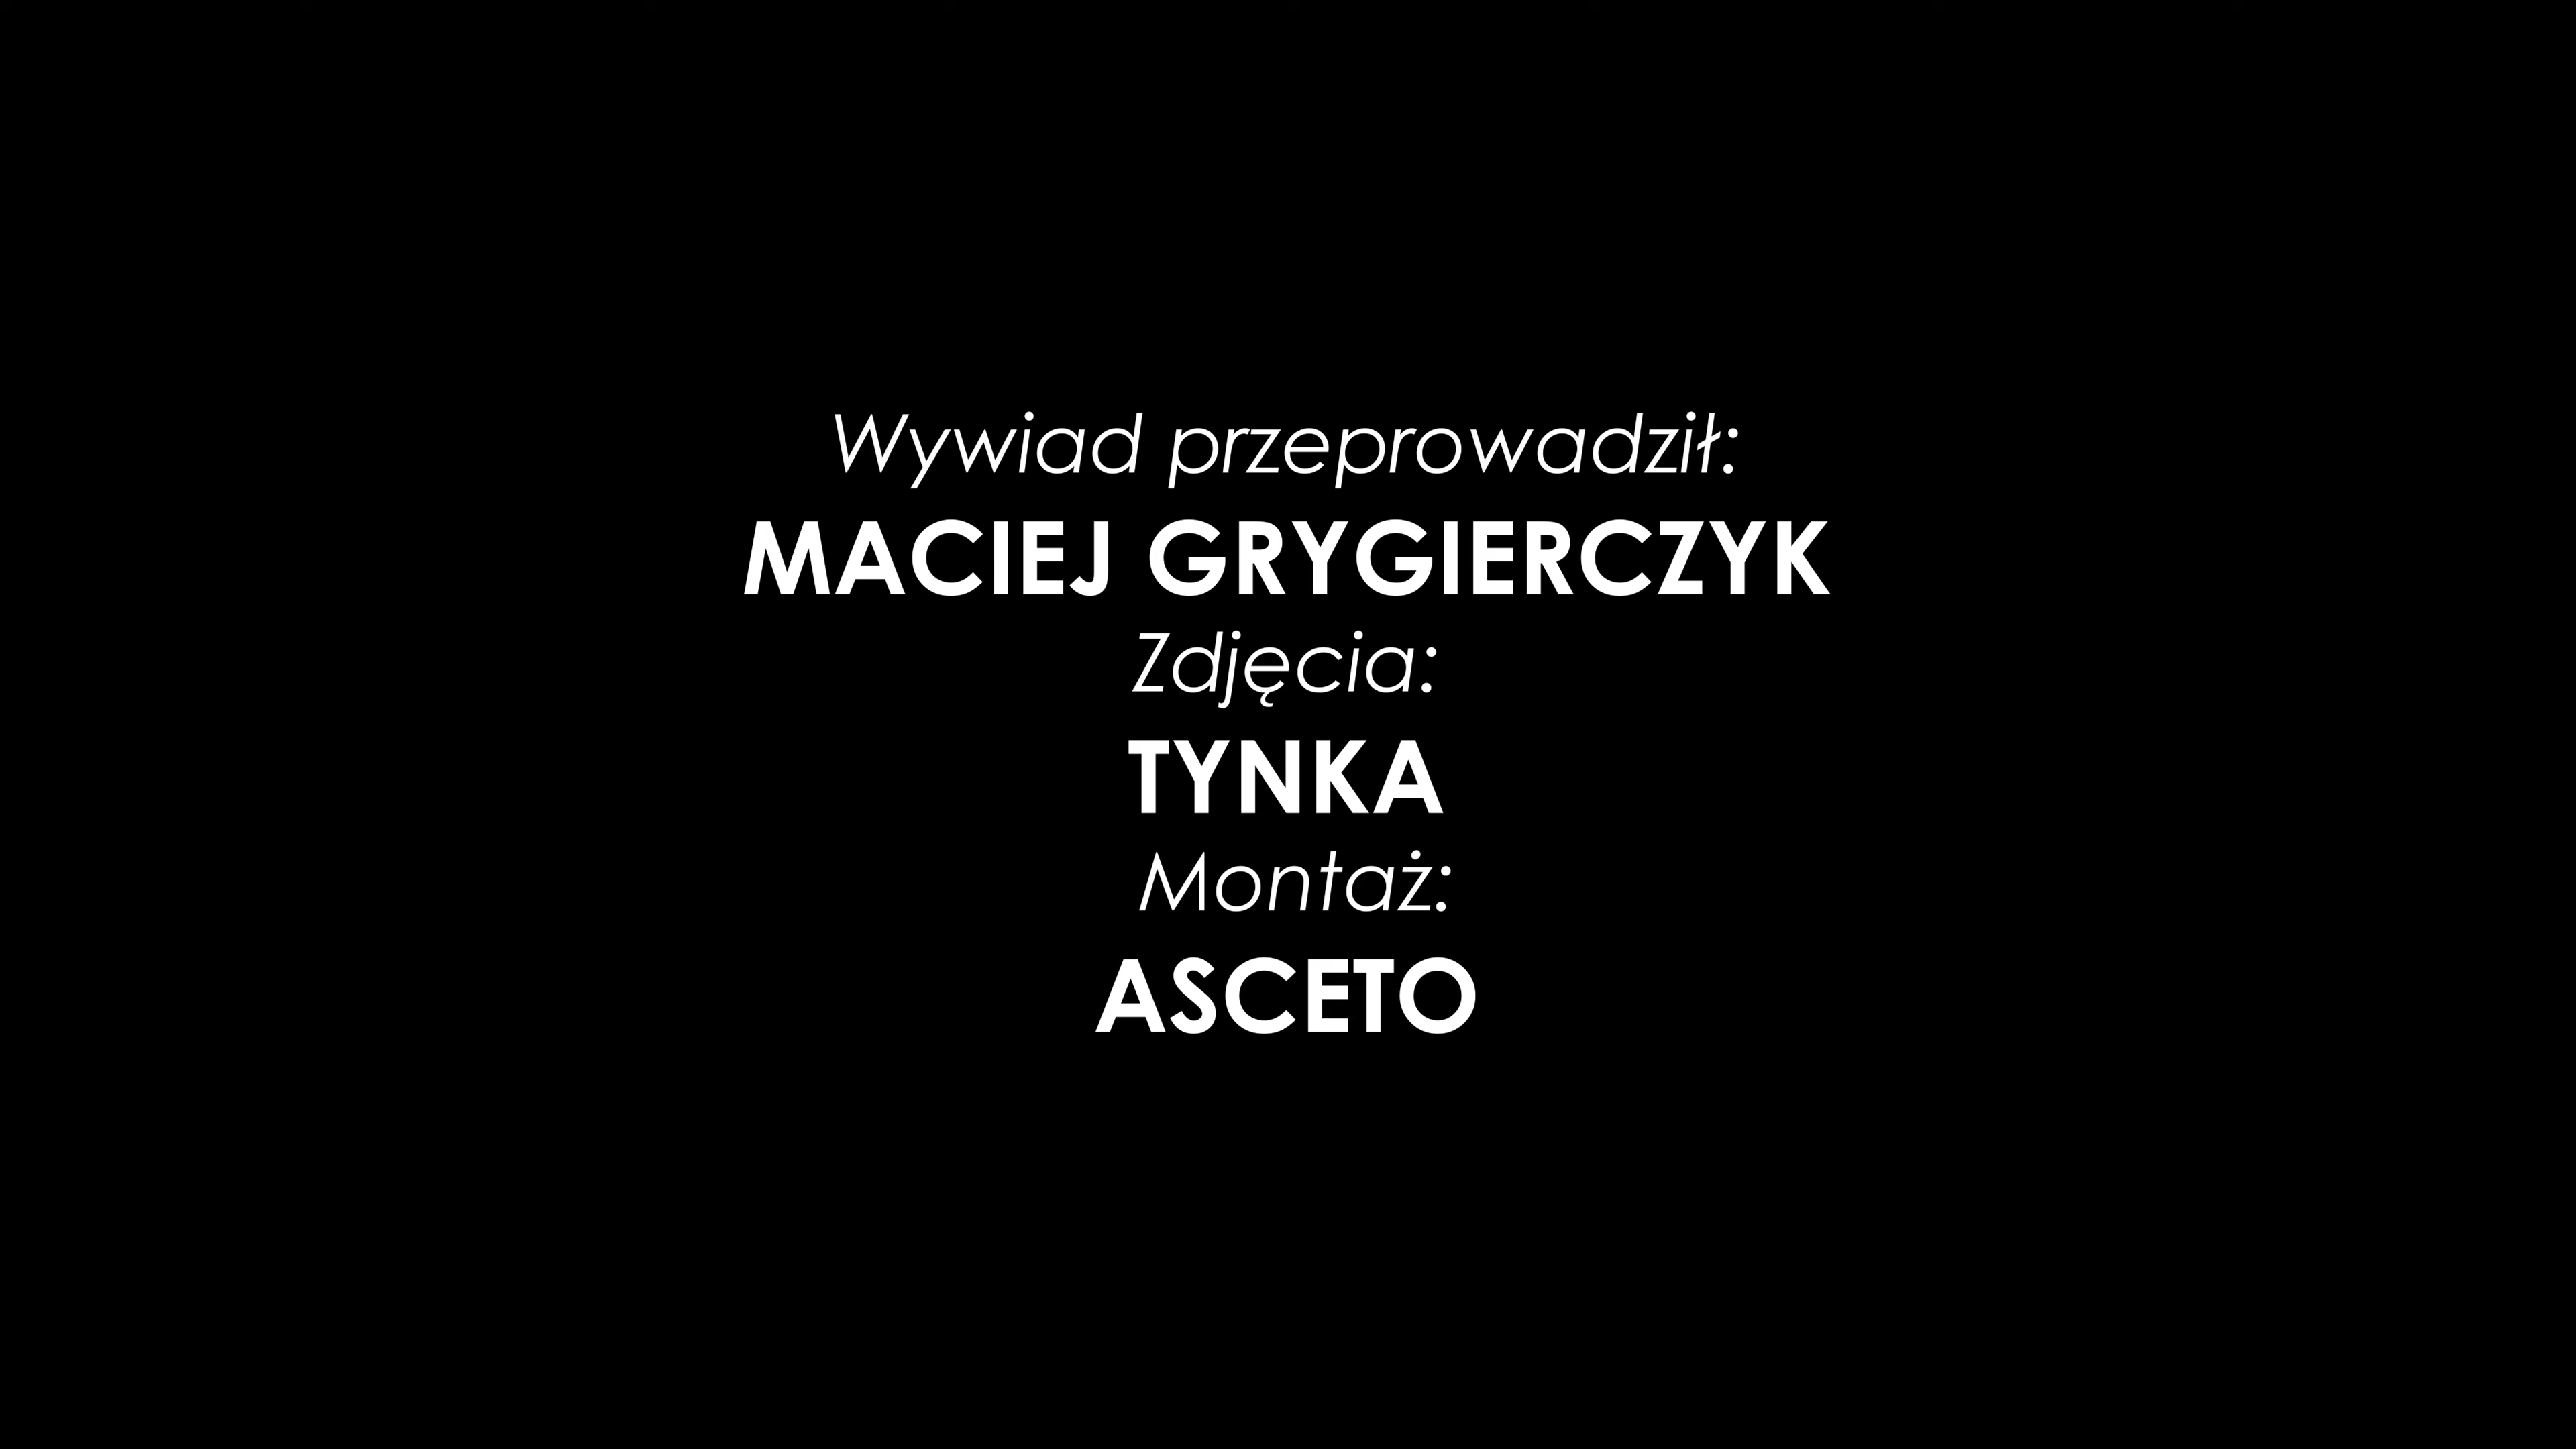 Wywiad przeprowadził:
MACIEJ GRYGIERCZYK
Zdjęcia:
TYNKA
Montaż:
ASCETO